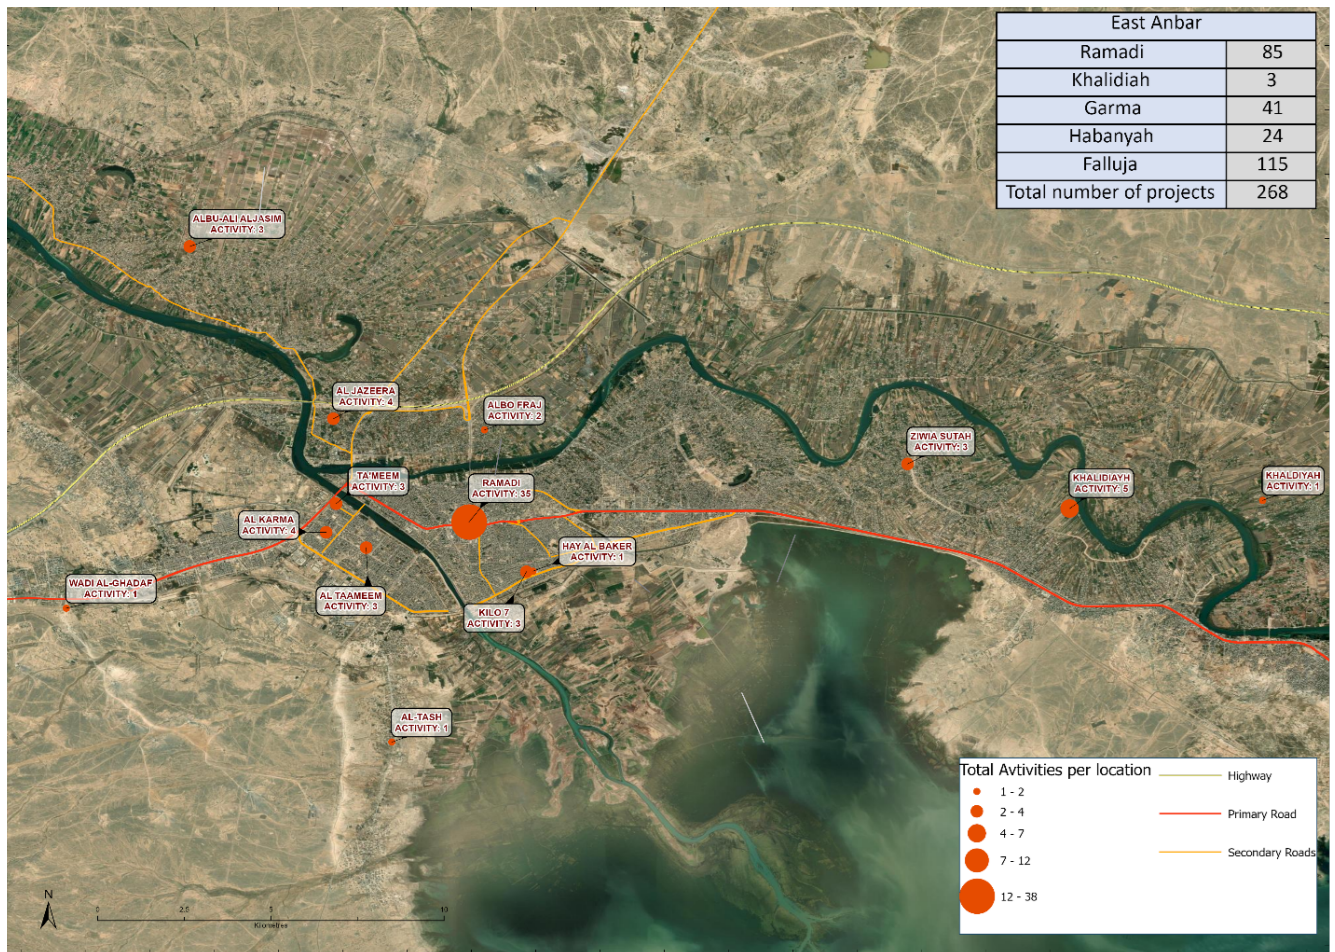 East Anbar
Ramadi 85
Khalidiah 3
Garma 41
Habanyah 24
Falluja 115
Total number of projects 268
ALBU-ALI ALJASIM
ACTIVITY: 3
AL JAZEERA
ACTIVITY: 4
ALBO FRAJ
ACTIVITY: 2
ZIWIA SUTAH
ACTIVITY: 3
TA'MEEM
ACTIVITY: 3
RAMADI
ACTIVITY: 35
KHALIDIAYH
ACTIVITY: 5
KHALDIYAH
ACTIVITY: 1
AL KARMA
ACTIVITY: 4
HAY AL BAKER
ACTIVITY: 1
WADI AL-GHADAF
ACTIVITY: 1
AL TAAMEEM
ACTIVITY: 3
KILO 7
ACTIVITY: 3
AL-TASH
ACTIVITY: 1
Total Avtivities per location
1 - 2
2 - 4
4 - 7
7 - 12
12 - 38
Highway
Primary Road
Secondary Roads
N
0 2.5 5 10
Kilometers